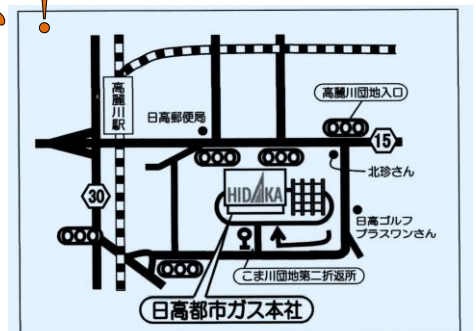 !
高麗川駅
日高郵便局
高麗川団地入口
15
北珍さん
30
HIDAKA
日高ゴルフ
プラスワンさん
こま川団地第二折返所
日高都市ガス本社